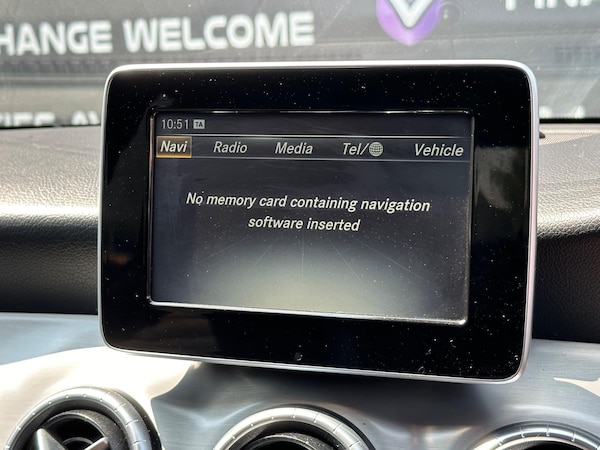 HANGE WELCOME
10:51 TA
Navi Radio Media Tel/ Vehicle
No memory card containing navigation
software inserted